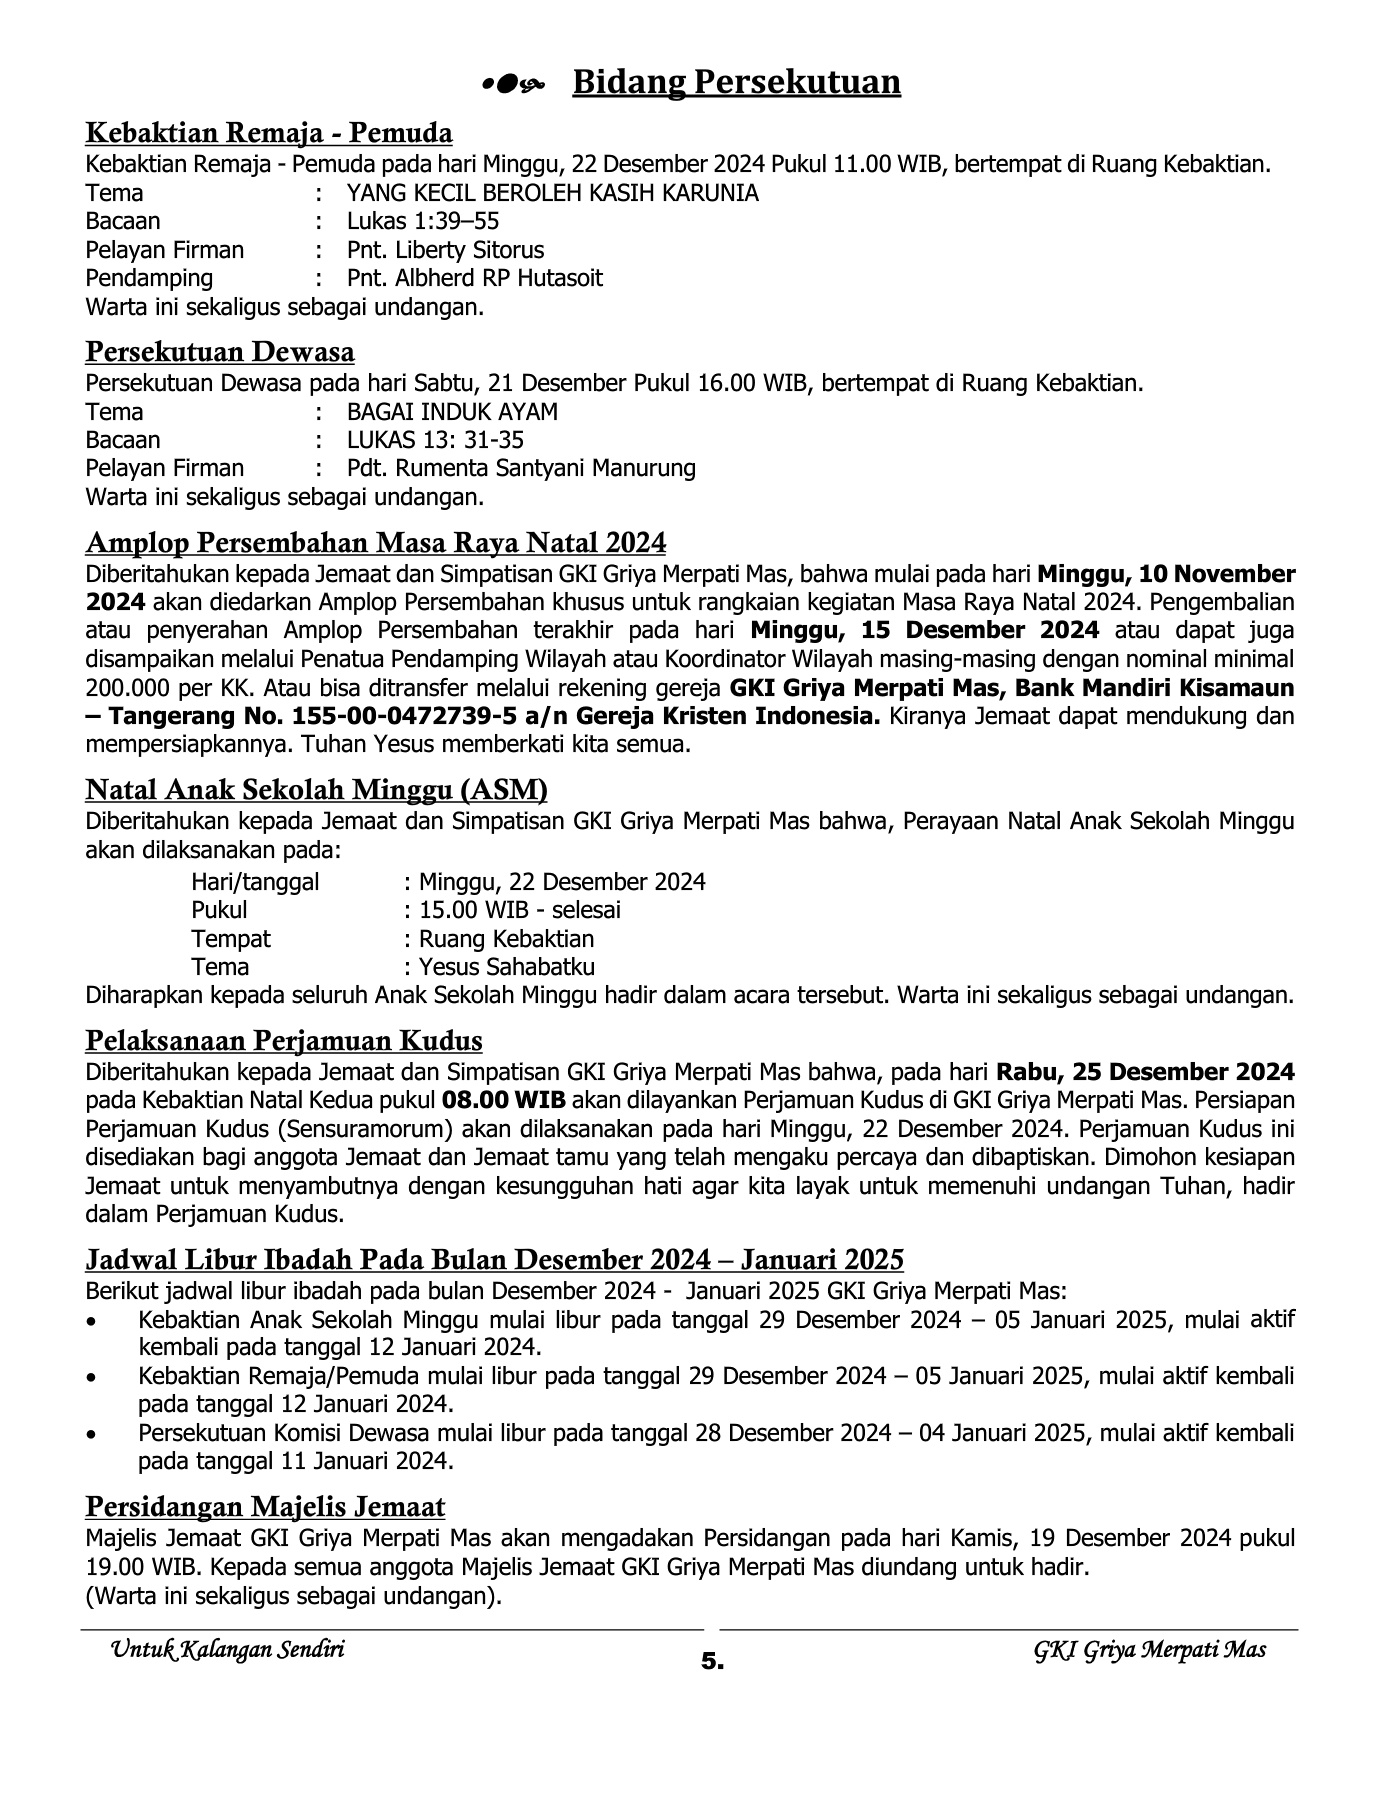 Bidang Persekutuan
Kebaktian Remaja - Pemuda
Kebaktian Remaja - Pemuda pada hari Minggu, 22 Desember 2024 Pukul 11.00 WIB, bertempat di Ruang Kebaktian.
Tema : YANG KECIL BEROLEH KASIH KARUNIA
Bacaan : Lukas 1:39–55
Pelayan Firman : Pnt. Liberty Sitorus
Pendamping : Pnt. Albherd RP Hutasoit
Warta ini sekaligus sebagai undangan.
Persekutuan Dewasa
Persekutuan Dewasa pada hari Sabtu, 21 Desember Pukul 16.00 WIB, bertempat di Ruang Kebaktian.
Tema : BAGAI INDUK AYAM
Bacaan : LUKAS 13: 31-35
Pelayan Firman : Pdt. Rumenta Santyani Manurung
Warta ini sekaligus sebagai undangan.
Amplop Persembahan Masa Raya Natal 2024
Diberitahukan kepada Jemaat dan Simpatisan GKI Griya Merpati Mas, bahwa mulai pada hari Minggu, 10 November
2024 akan diedarkan Amplop Persembahan khusus untuk rangkaian kegiatan Masa Raya Natal 2024. Pengembalian
atau penyerahan Amplop Persembahan terakhir pada hari Minggu, 15 Desember 2024 atau dapat juga
disampaikan melalui Penatua Pendamping Wilayah atau Koordinator Wilayah masing-masing dengan nominal minimal
200.000 per KK. Atau bisa ditransfer melalui rekening gereja GKI Griya Merpati Mas, Bank Mandiri Kisamaun
– Tangerang No. 155-00-0472739-5 a/n Gereja Kristen Indonesia. Kiranya Jemaat dapat mendukung dan
mempersiapkannya. Tuhan Yesus memberkati kita semua.
Natal Anak Sekolah Minggu (ASM)
Diberitahukan kepada Jemaat dan Simpatisan GKI Griya Merpati Mas bahwa, Perayaan Natal Anak Sekolah Minggu
akan dilaksanakan pada:
Hari/tanggal : Minggu, 22 Desember 2024
Pukul : 15.00 WIB - selesai
Tempat : Ruang Kebaktian
Tema : Yesus Sahabatku
Diharapkan kepada seluruh Anak Sekolah Minggu hadir dalam acara tersebut. Warta ini sekaligus sebagai undangan.
Pelaksanaan Perjamuan Kudus
Diberitahukan kepada Jemaat dan Simpatisan GKI Griya Merpati Mas bahwa, pada hari Rabu, 25 Desember 2024
pada Kebaktian Natal Kedua pukul 08.00 WIB akan dilayankan Perjamuan Kudus di GKI Griya Merpati Mas. Persiapan
Perjamuan Kudus (Sensuramorum) akan dilaksanakan pada hari Minggu, 22 Desember 2024. Perjamuan Kudus ini
disediakan bagi anggota Jemaat dan Jemaat tamu yang telah mengaku percaya dan dibaptiskan. Dimohon kesiapan
Jemaat untuk menyambutnya dengan kesungguhan hati agar kita layak untuk memenuhi undangan Tuhan, hadir
dalam Perjamuan Kudus.
Jadwal Libur Ibadah Pada Bulan Desember 2024 – Januari 2025
Berikut jadwal libur ibadah pada bulan Desember 2024 - Januari 2025 GKI Griya Merpati Mas:
• Kebaktian Anak Sekolah Minggu mulai libur pada tanggal 29 Desember 2024 – 05 Januari 2025, mulai aktif
kembali pada tanggal 12 Januari 2024.
• Kebaktian Remaja/Pemuda mulai libur pada tanggal 29 Desember 2024 – 05 Januari 2025, mulai aktif kembali
pada tanggal 12 Januari 2024.
• Persekutuan Komisi Dewasa mulai libur pada tanggal 28 Desember 2024 – 04 Januari 2025, mulai aktif kembali
pada tanggal 11 Januari 2024.
Persidangan Majelis Jemaat
Majelis Jemaat GKI Griya Merpati Mas akan mengadakan Persidangan pada hari Kamis, 19 Desember 2024 pukul
19.00 WIB. Kepada semua anggota Majelis Jemaat GKI Griya Merpati Mas diundang untuk hadir.
(Warta ini sekaligus sebagai undangan).
Untuk Kalangan Sendiri
5.
GKI Griya Merpati Mas